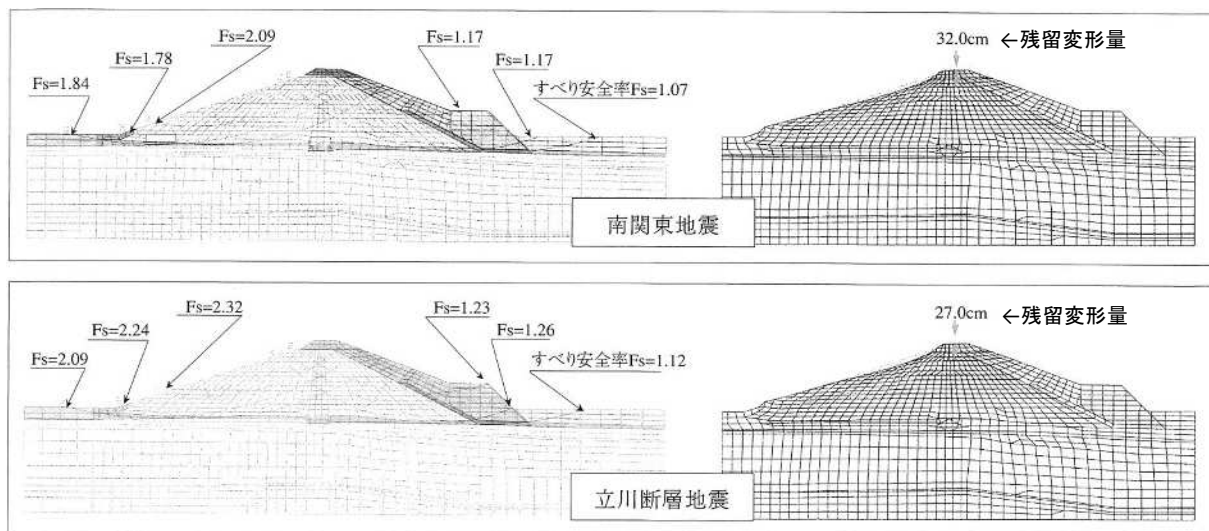 Fs=1.84
Fs=1.78
Fs=2.09
Fs=1.17
Fs=1.17
すべり安全率Fs=1.07
32.0cm ←残留変形量
南関東地震
Fs=2.09
Fs=2.24
Fs=2.32
Fs=1.23
Fs=1.26
すべり安全率Fs=1.12
27.0cm ←残留変形量
立川断層地震